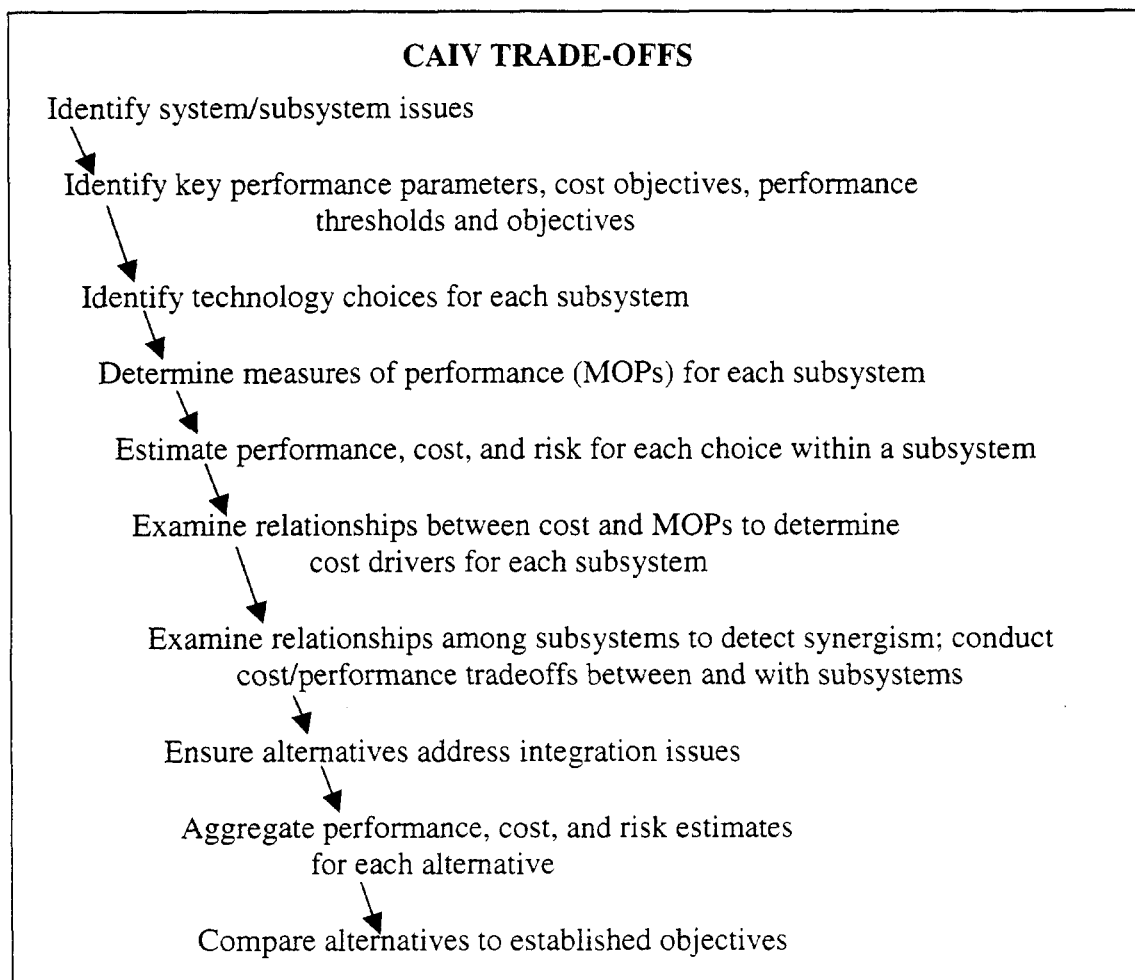 CAIV TRADE-OFFS
Identify system/subsystem issues
Identify key performance parameters, cost objectives, performance
thresholds and objectives
Identify technology choices for each subsystem
Determine measures of performance (MOPs) for each subsystem
Estimate performance, cost, and risk for each choice within a subsystem
Examine relationships between cost and MOPs to determine
cost drivers for each subsystem
Examine relationships among subsystems to detect synergism; conduct
cost/performance tradeoffs between and with subsystems
Ensure alternatives address integration issues
Aggregate performance, cost, and risk estimates
for each alternative
Compare alternatives to established objectives